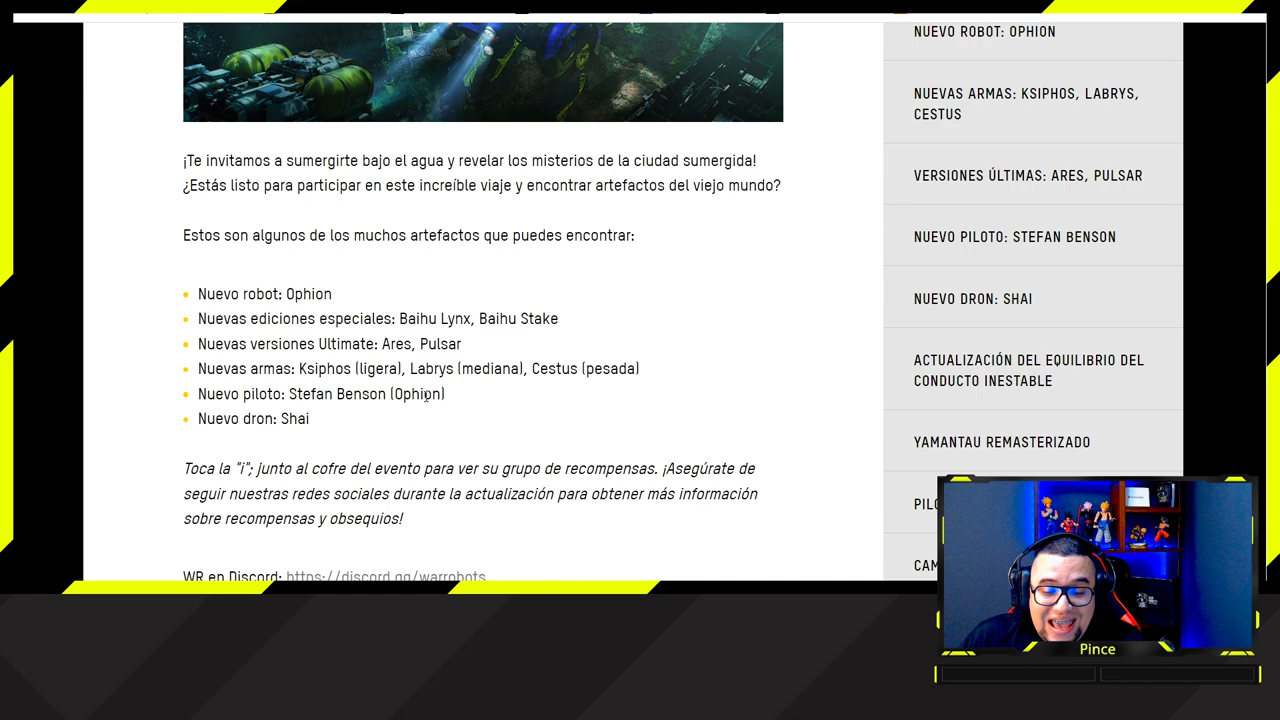 ¡Te invitamos a sumergirte bajo el agua y revelar los misterios de la ciudad sumergida!
¿Estás listo para participar en este increíble viaje y encontrar artefactos del viejo mundo?
Estos son algunos de los muchos artefactos que puedes encontrar:
Nuevo robot: Ophion
Nuevas ediciones especiales: Baihu Lynx, Baihu Stake
Nuevas versiones Ultimate: Ares, Pulsar
Nuevas armas: Ksiphos (ligera), Labrys (mediana), Cestus (pesada)
Nuevo piloto: Stefan Benson (Ophion)
Nuevo dron: Shai
Toca la "i"; junto al cofre del evento para ver su grupo de recompensas. ¡Asegúrate de
seguir nuestras redes sociales durante la actualización para obtener más información
sobre recompensas y obsequios!
WR en Discord: https://discord.gg/warrobots
NUEVO ROBOT: OPHION
NUEVAS ARMAS: KSIPHOS, LABRYS,
CESTUS
VERSIONES ÚLTIMAS: ARES, PULSAR
NUEVO PILOTO: STEFAN BENSON
NUEVO DRON: SHAI
ACTUALIZACIÓN DEL EQUILIBRIO DEL
CONDUCTO INESTABLE
YAMANTAU REMASTERIZADO
Pince